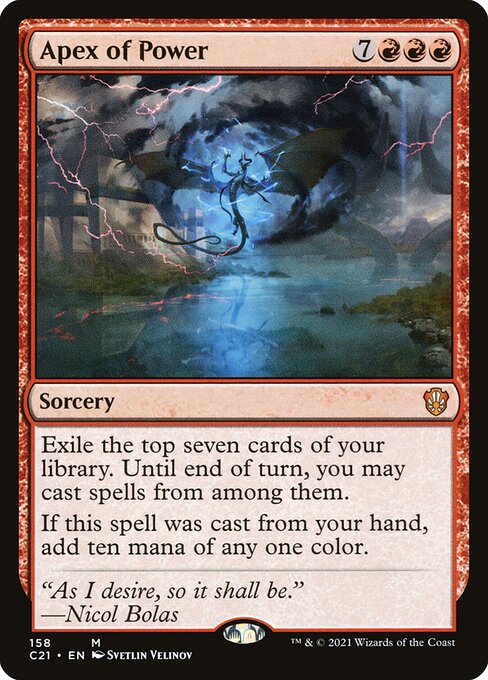 Apex of Power 7
Sorcery
Exile the top seven cards of your
library. Until end of turn, you may
cast spells from among them.
If this spell was cast from your hand,
add ten mana of any one color.
“As I desire, so it shall be.”
—Nicol Bolas
158 M
C21 • EN Svetlin Velinov
™ & © 2021 Wizards of the Coast